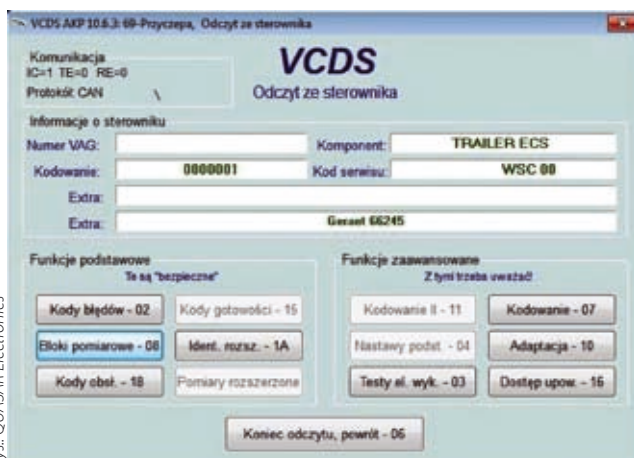 VCDS AKP 10.6.3: 69-Przyczepa, Odczyt ze sterownika
Komunikacja
IC=1 TE=0 RE=0
Protokół: CAN \
VCDS
Odczyt ze sterownika
Informacje o sterowniku
Numer VAG:
Komponent: TRAILER ECS
Kodowanie: 0000001
Kod serwisu: WSC 00
Extra:
Extra: Geraet 66245
Funkcje podstawowe
Te są "bezpieczne"
Kody błędów - 02
Kody gotowości - 15
Bloki pomiarowe - 08
Ident. rozsz. - 1A
Kody obsł. - 18
Pomiary rozszerzone
Funkcje zaawansowane
Z tymi trzeba uważać!
Kodowanie II - 11
Kodowanie - 07
Nastawy podst. - 04
Adaptacja - 10
Testy el. wyk. - 03
Dostęp upow. - 16
Koniec odczytu, powrót - 06